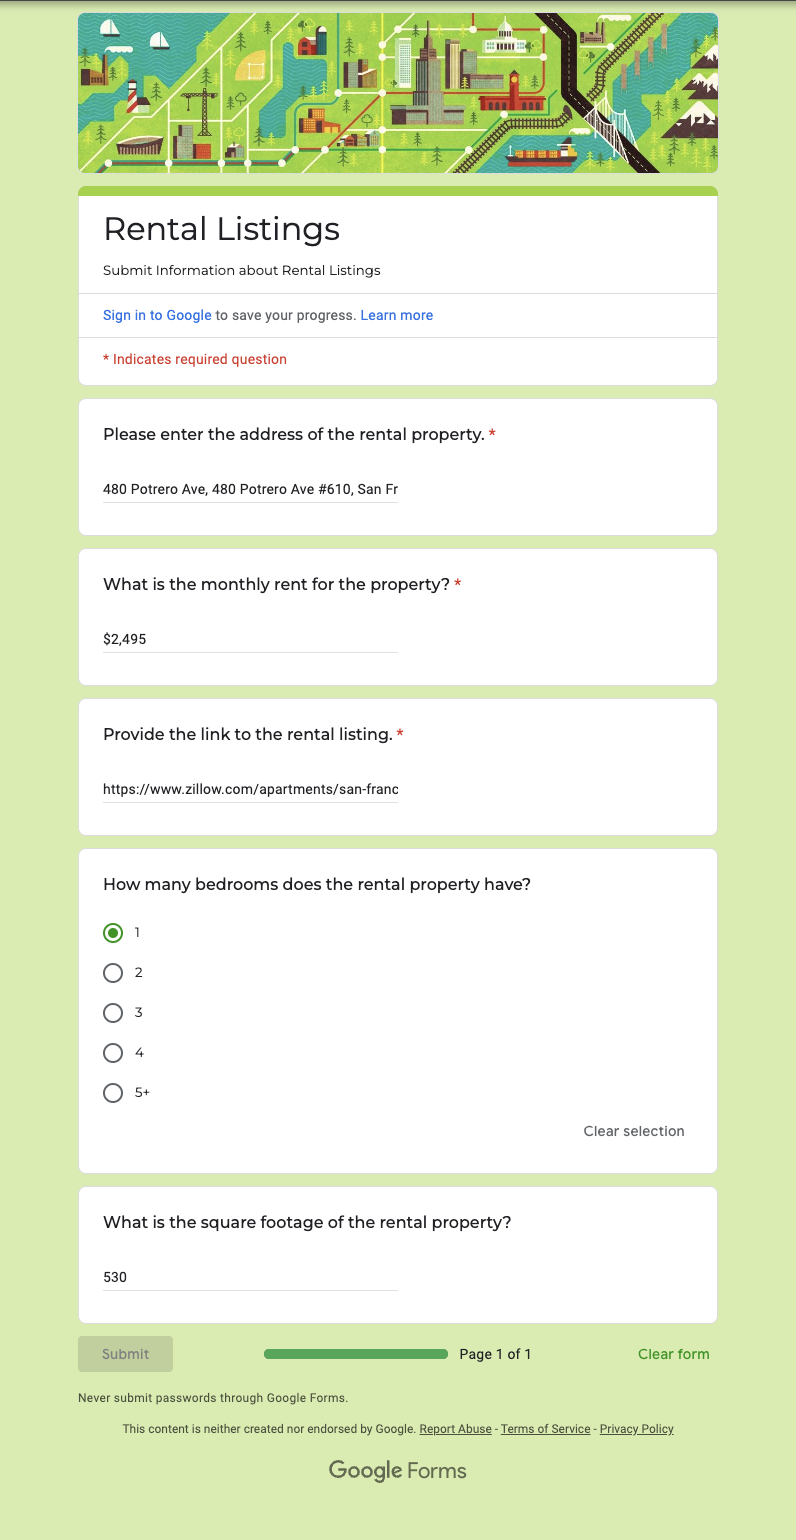 Rental Listings
Submit Information about Rental Listings
Sign in to Google to save your progress. Learn more
* Indicates required question
Please enter the address of the rental property. *
480 Potrero Ave, 480 Potrero Ave #610, San Fr
What is the monthly rent for the property? *
$2,495
Provide the link to the rental listing. *
https://www.zillow.com/apartments/san-franc
How many bedrooms does the rental property have?
1
2
3
4
5+
Clear selection
What is the square footage of the rental property?
530
Submit Page 1 of 1 Clear form
Never submit passwords through Google Forms.
This content is neither created nor endorsed by Google. Report Abuse - Terms of Service - Privacy Policy
Google Forms